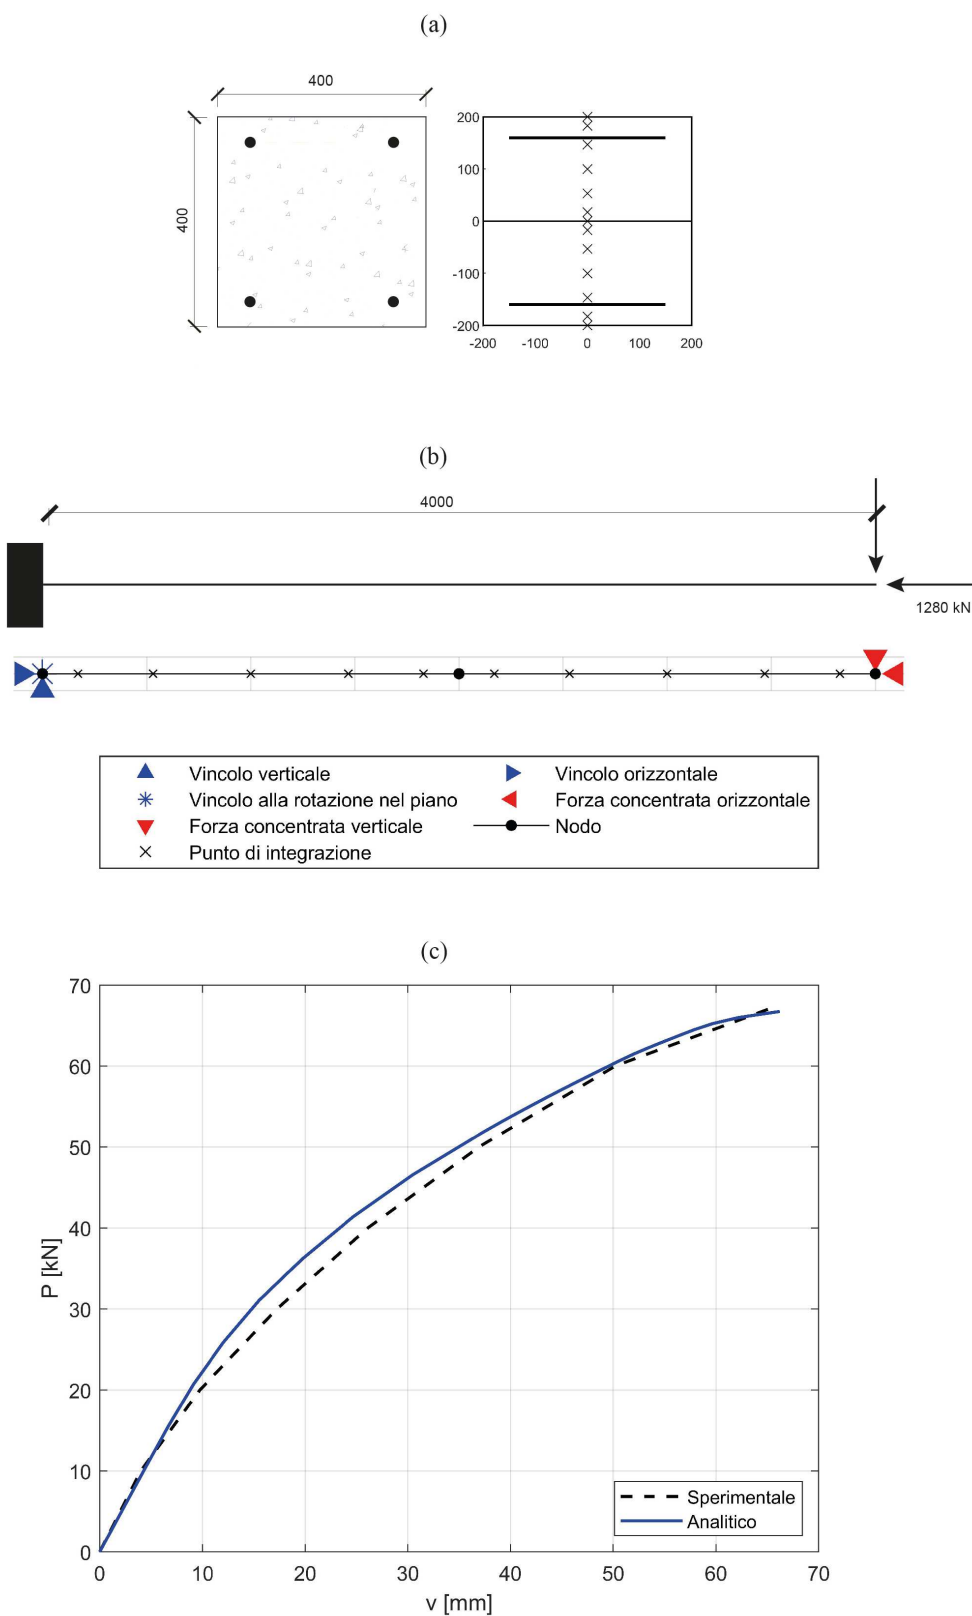 (a)
400
400
200
100
0
-100
-200
-200 -100 0 100 200
(b)
4000
1280 kN
Vincolo verticale
Vincolo orizzontale
Vincolo alla rotazione nel piano
Forza concentrata orizzontale
Forza concentrata verticale
Nodo
Punto di integrazione
(c)
70
60
50
40
30
20
10
0
P [kN]
Sperimentale
Analitico
0 10 20 30 40 50 60 70
v [mm]